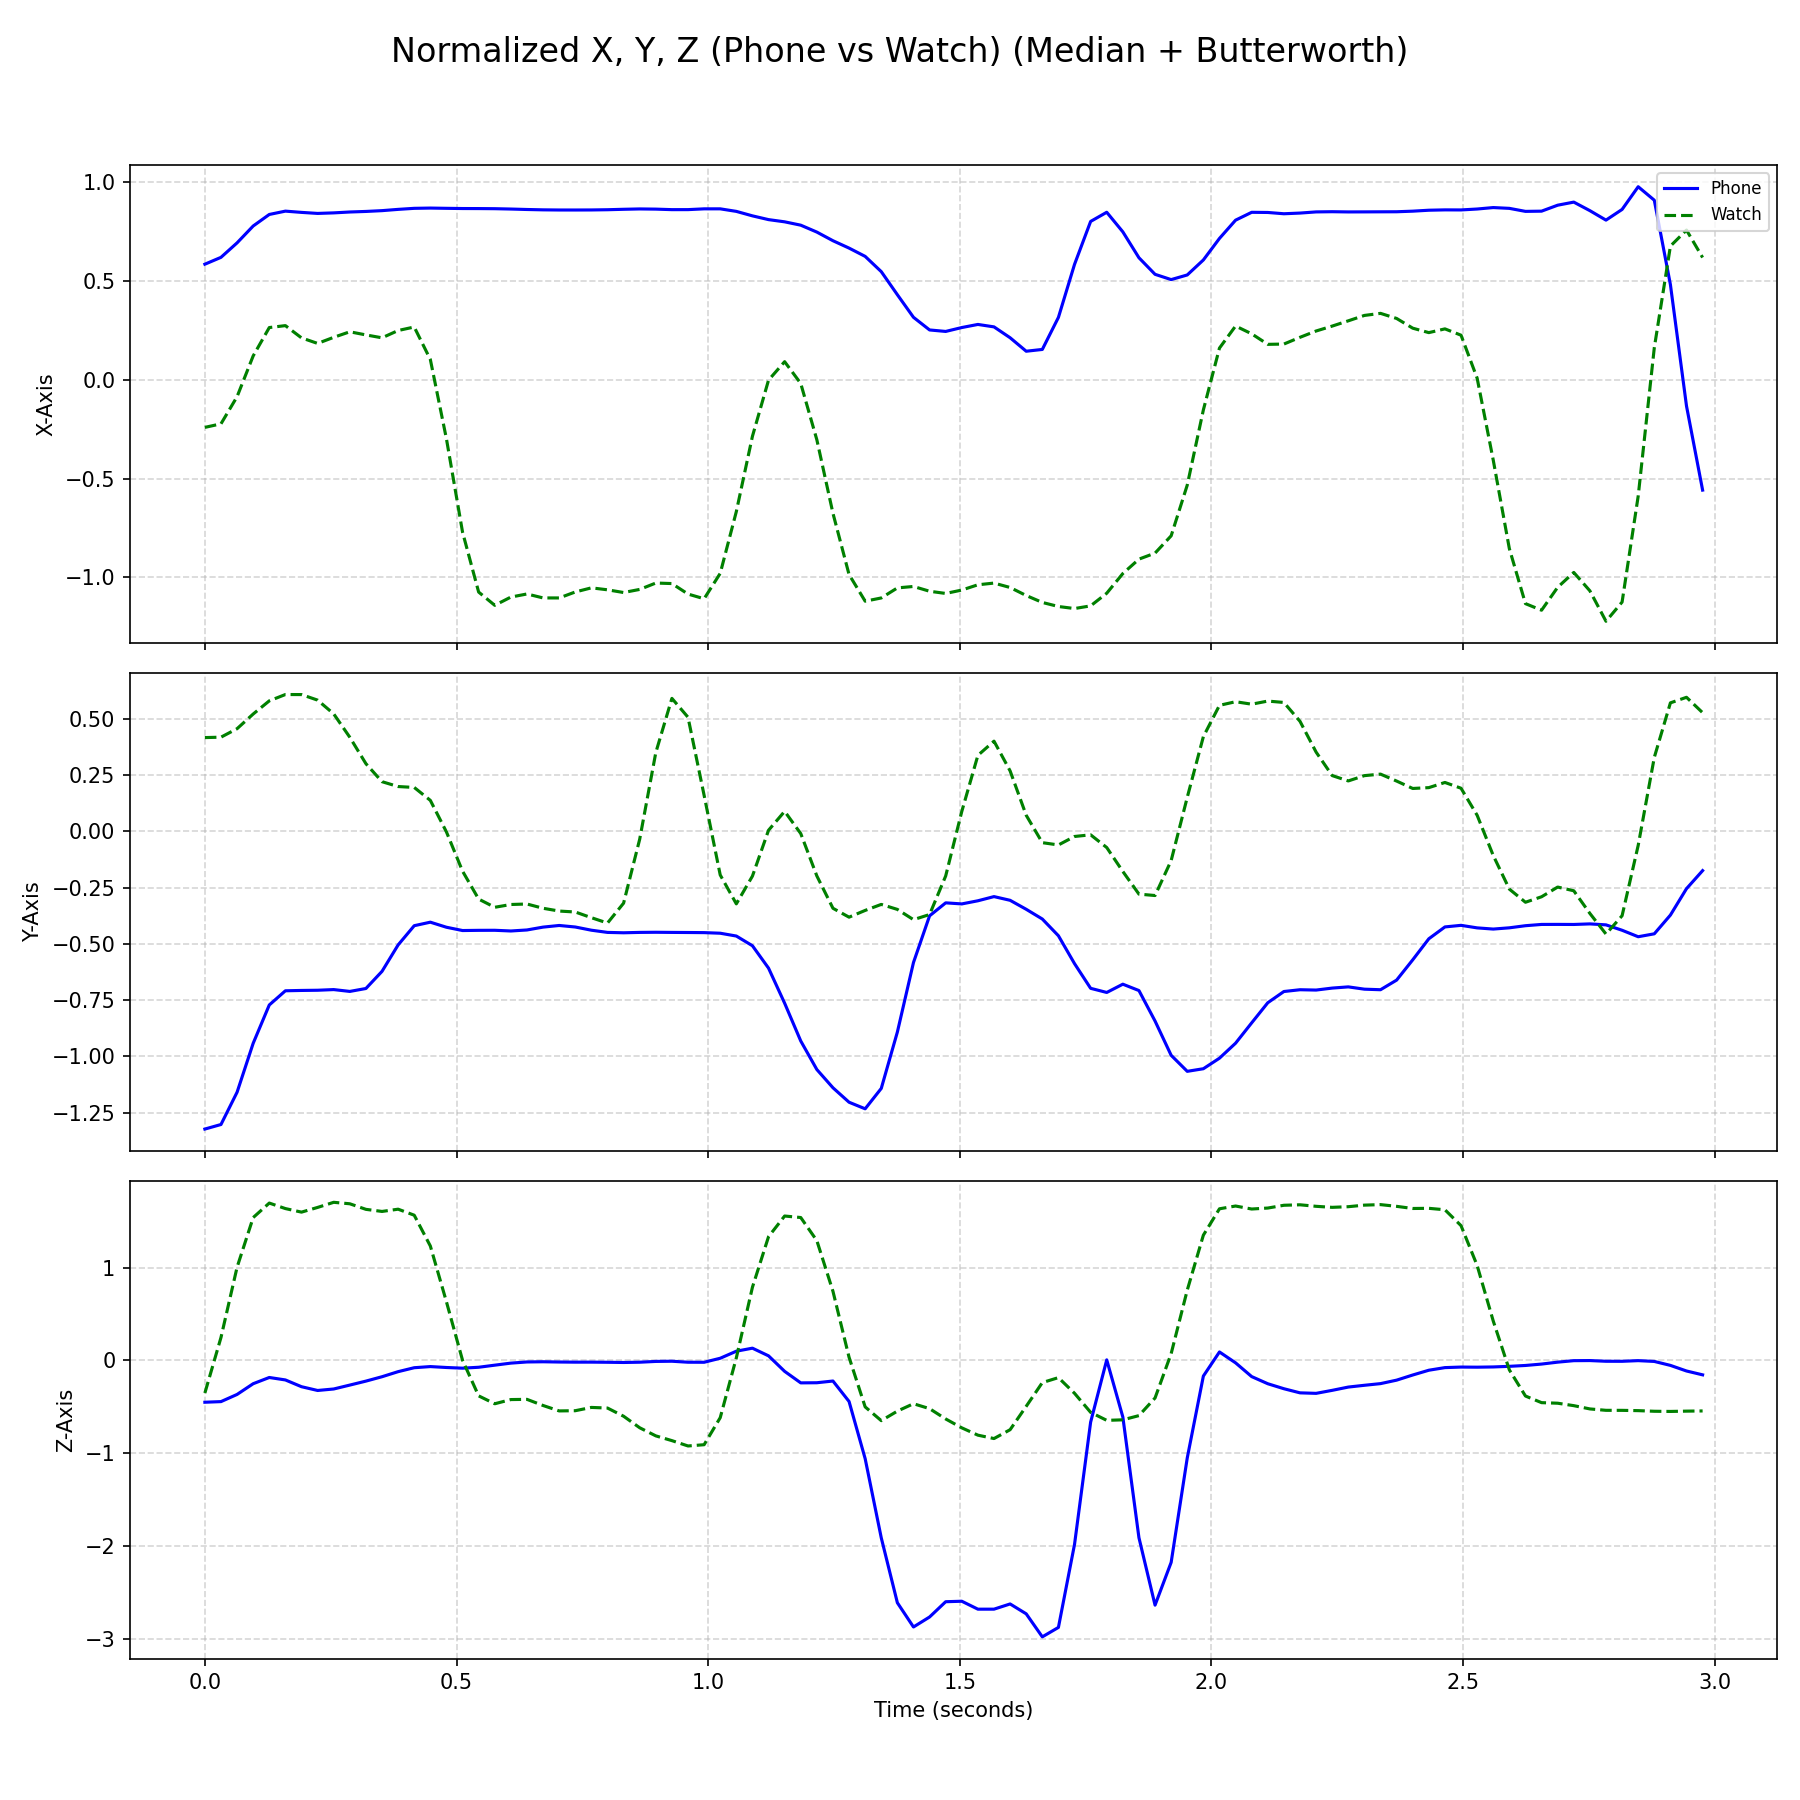 Normalized X, Y, Z (Phone vs Watch) (Median + Butterworth)
1.0
0.5
0.0
−0.5
−1.0
X-Axis
Phone
Watch
0.50
0.25
0.00
−0.25
−0.50
−0.75
−1.00
−1.25
Y-Axis
1
0
−1
−2
−3
Z-Axis
0.0 0.5 1.0 1.5 2.0 2.5 3.0
Time (seconds)